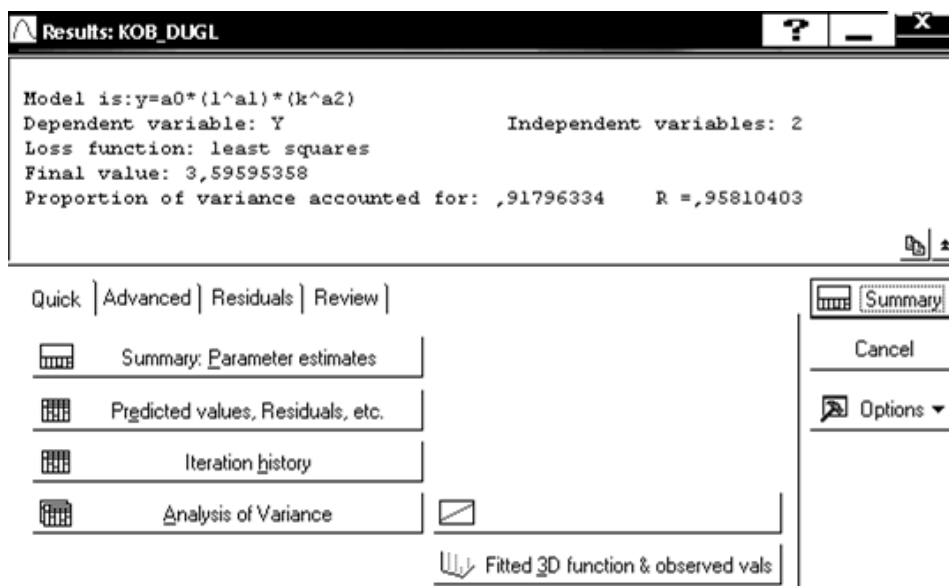 Results: KOB_DUGL
?
X
Model is:y=a0*(l^a1)*(k^a2)
Dependent variable: Y Independent variables: 2
Loss function: least squares
Final value: 3,59595358
Proportion of variance accounted for: ,91796334 R =,95810403
Quick Advanced Residuals Review
Summary
Summary: Parameter estimates
Cancel
Predicted values, Residuals, etc.
Options
Iteration history
Analysis of Variance
Fitted 3D function & observed vals